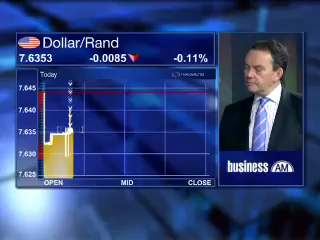 Dollar/Rand
7.6353 -0.0085 -0.11%
Today
7.645
7.640
7.635
7.630
7.625
OPEN MID CLOSE
business AM